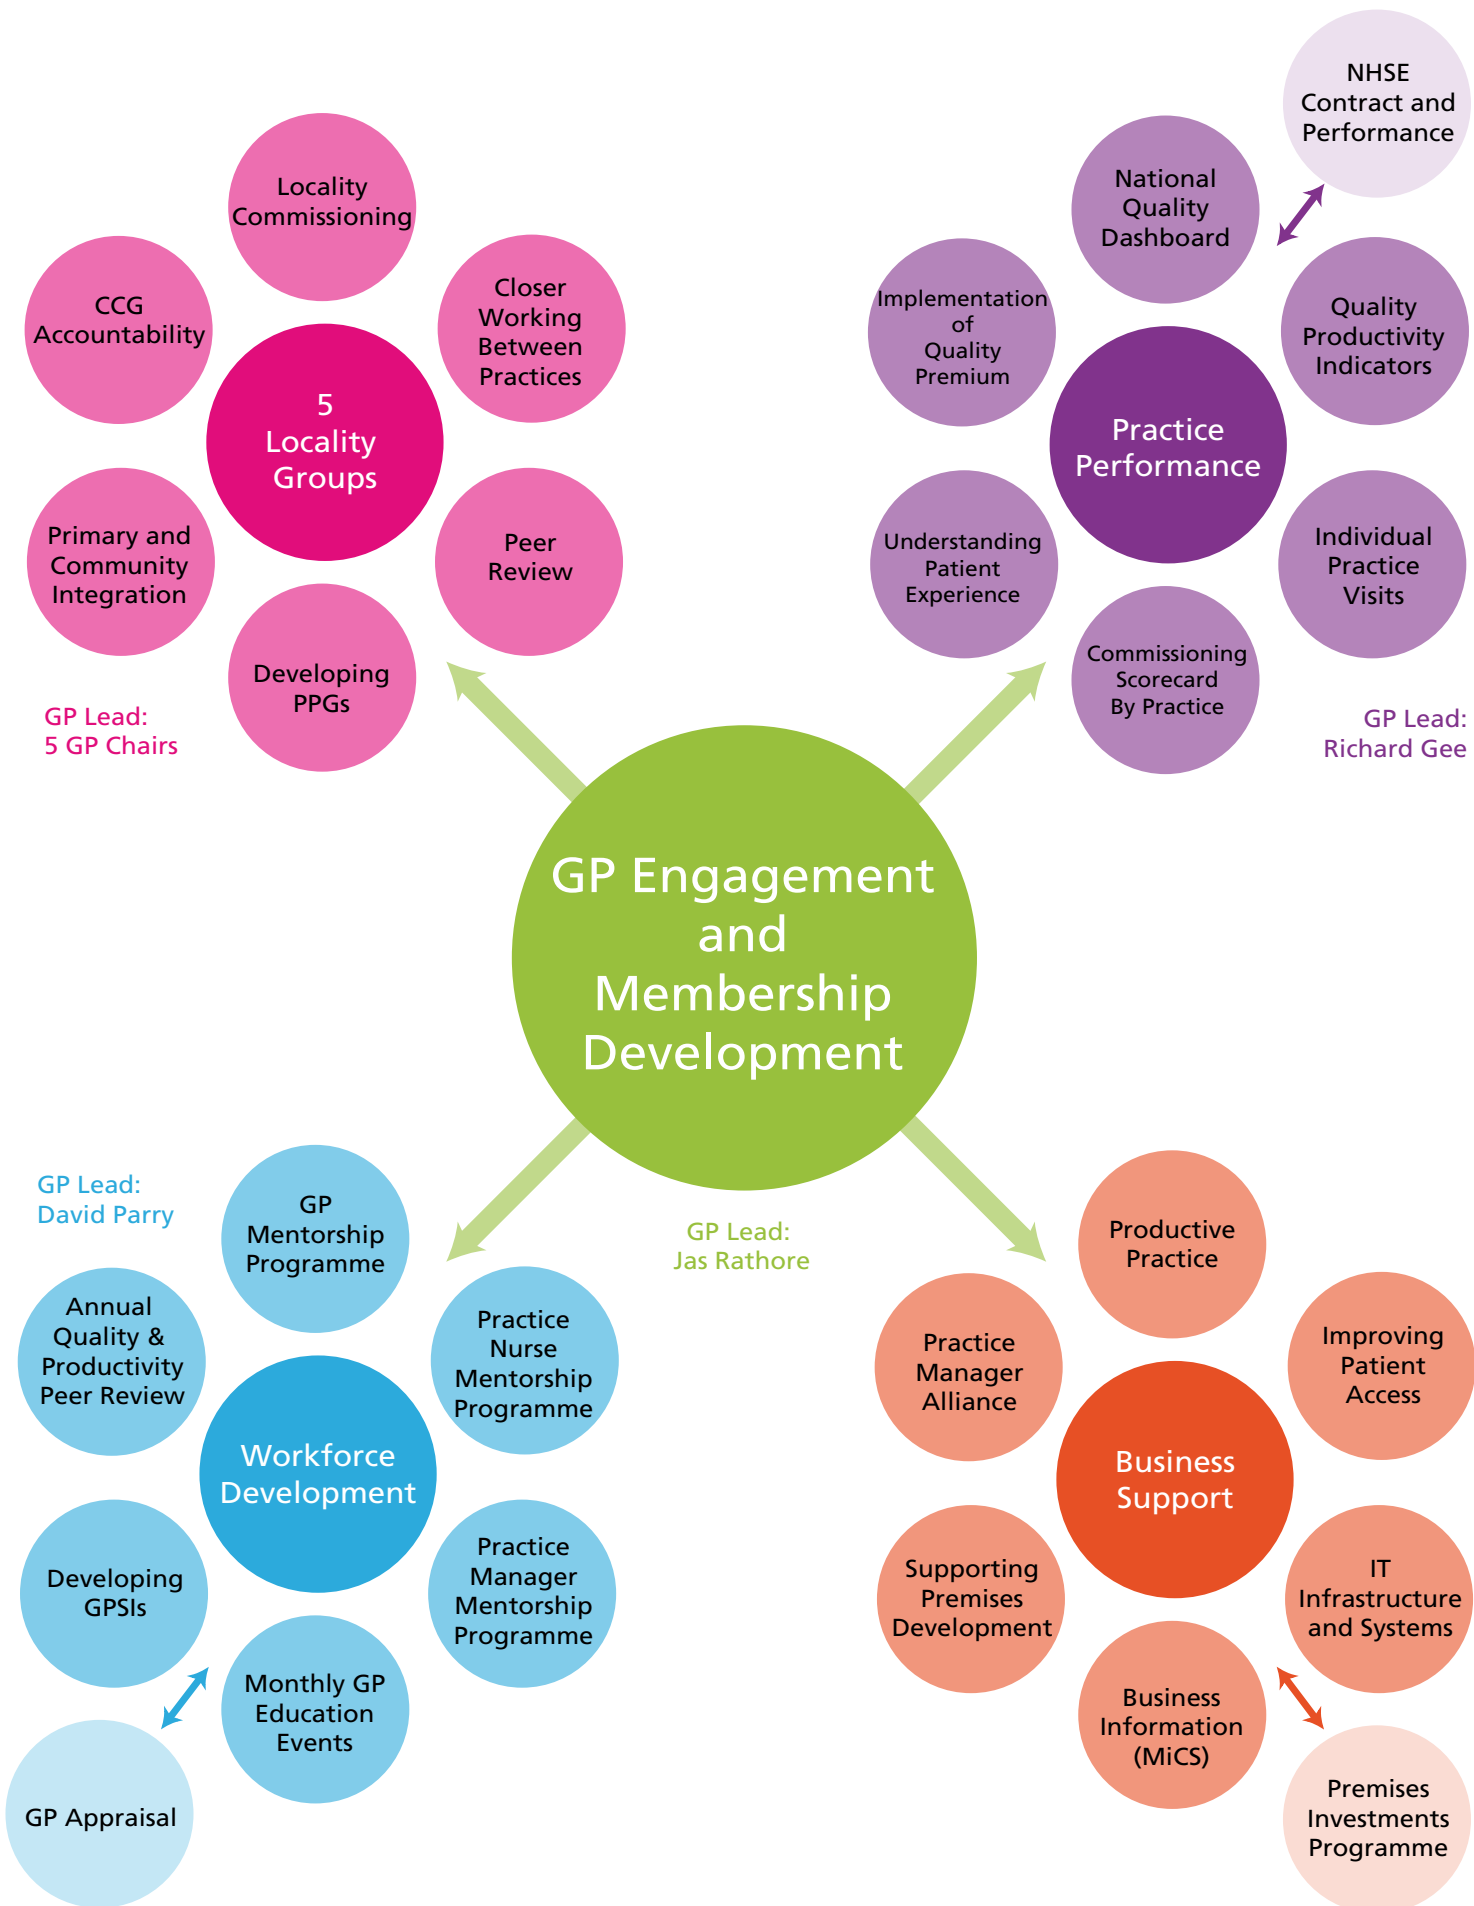 Locality
Commissioning
CCG
Accountability
Closer
Working
Between
Practices
5
Locality
Groups
Primary and
Community
Integration
Peer
Review
Developing
PPGs
GP Lead:
5 GP Chairs
NHSE
Contract and
Performance
National
Quality
Dashboard
Implementation
of
Quality
Premium
Quality
Productivity
Indicators
Practice
Performance
Understanding
Patient
Experience
Individual
Practice
Visits
Commissioning
Scorecard
By Practice
GP Lead:
Richard Gee
GP Engagement
and
Membership
Development
GP Lead:
Jas Rathore
GP Lead:
David Parry
GP
Mentorship
Programme
Annual
Quality &
Productivity
Peer Review
Practice
Nurse
Mentorship
Programme
Workforce
Development
Developing
GPSIs
Practice
Manager
Mentorship
Programme
Monthly GP
Education
Events
GP Appraisal
Productive
Practice
Practice
Manager
Alliance
Improving
Patient
Access
Business
Support
Supporting
Premises
Development
IT
Infrastructure
and Systems
Business
Information
(MiCS)
Premises
Investments
Programme